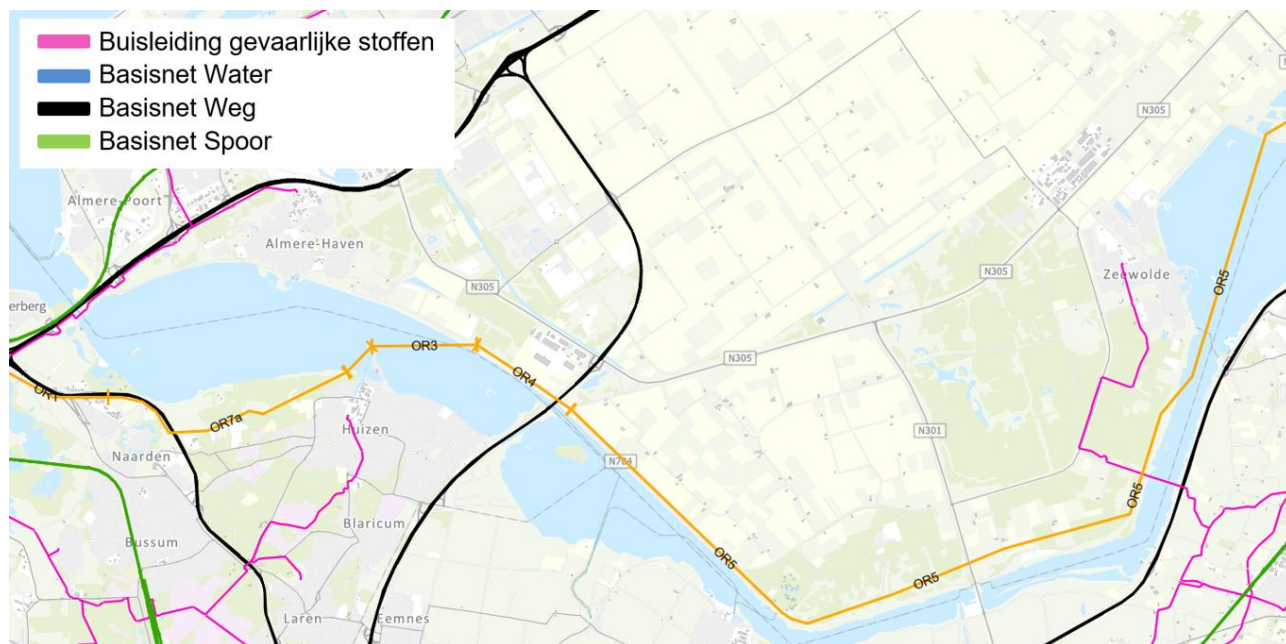 Buisleiding gevaarlijke stoffen
Basisnet Water
Basisnet Weg
Basisnet Spoor
N305
Almere-Poort
Almere-Haven
Zeewolde
N305
N305
OR5
erberg
OR3
N305
OR4
OR1
OR7a
Huizen
N301
Naarden
N704
OR5
Blaricum
Bussum
OR5
OR5
Laren
Eemnes